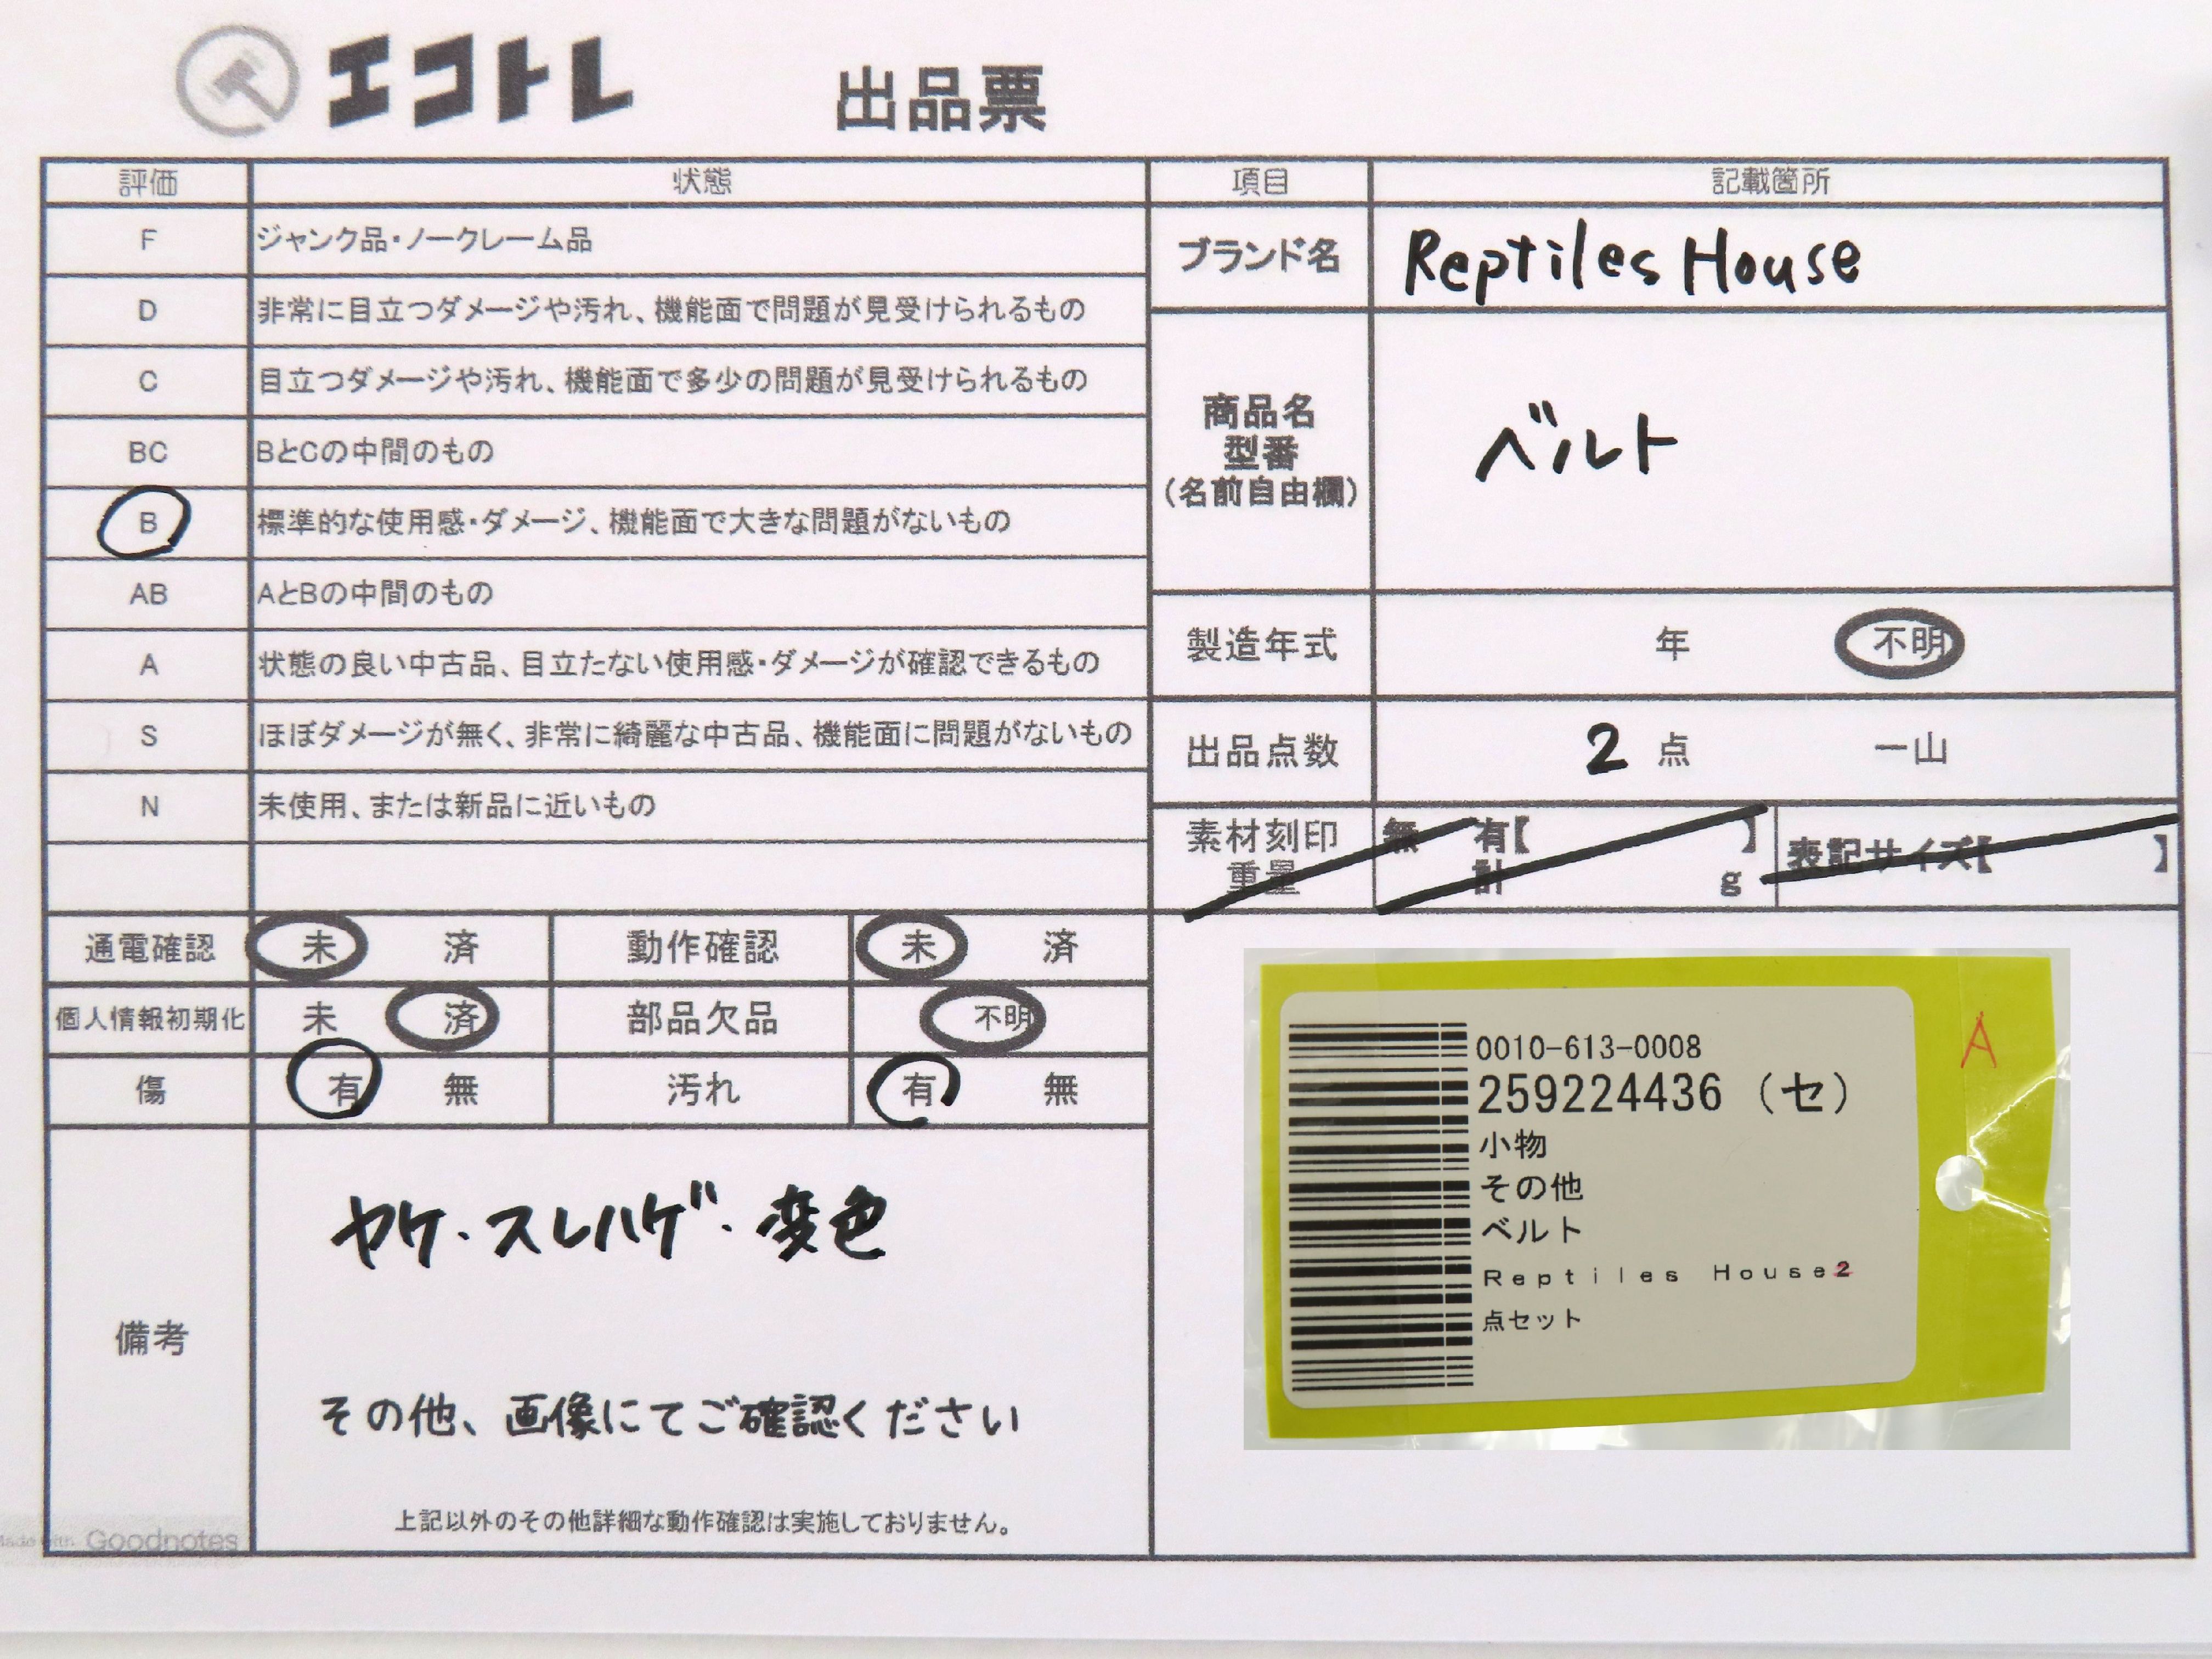 エコトレ 出品票
評価 状態
F ジャンク品・ノークレーム品
D 非常に目立つダメージや汚れ、機能面で問題が見受けられるもの
C 目立つダメージや汚れ、機能面で多少の問題が見受けられるもの
BC BとCの中間のもの
B 標準的な使用感・ダメージ、機能面で大きな問題がないもの
AB AとBの中間のもの
A 状態の良い中古品、目立たない使用感・ダメージが確認できるもの
S ほぼダメージが無く、非常に綺麗な中古品、機能面に問題がないもの
N 未使用、または新品に近いもの
通電確認 未 済 動作確認 未 済
個人情報初期化 未 済 部品欠品 不明
傷 有 無 汚れ 有 無
備考
ヤケ・スレハゲ・変色
その他、画像にてご確認ください
上記以外のその他詳細な動作確認は実施しておりません。
Made with Goodnotes
項目 記載箇所
ブランド名 Reptiles House
商品名
型番
(名前自由欄)
ベルト
製造年式 年 不明
出品点数 2 点 一山
素材刻印 無 有【 】
重量 計 g
表記サイズ【 】
0010-613-0008
259224436 (セ)
小物
その他
ベルト
Reptiles House2
点セット
A